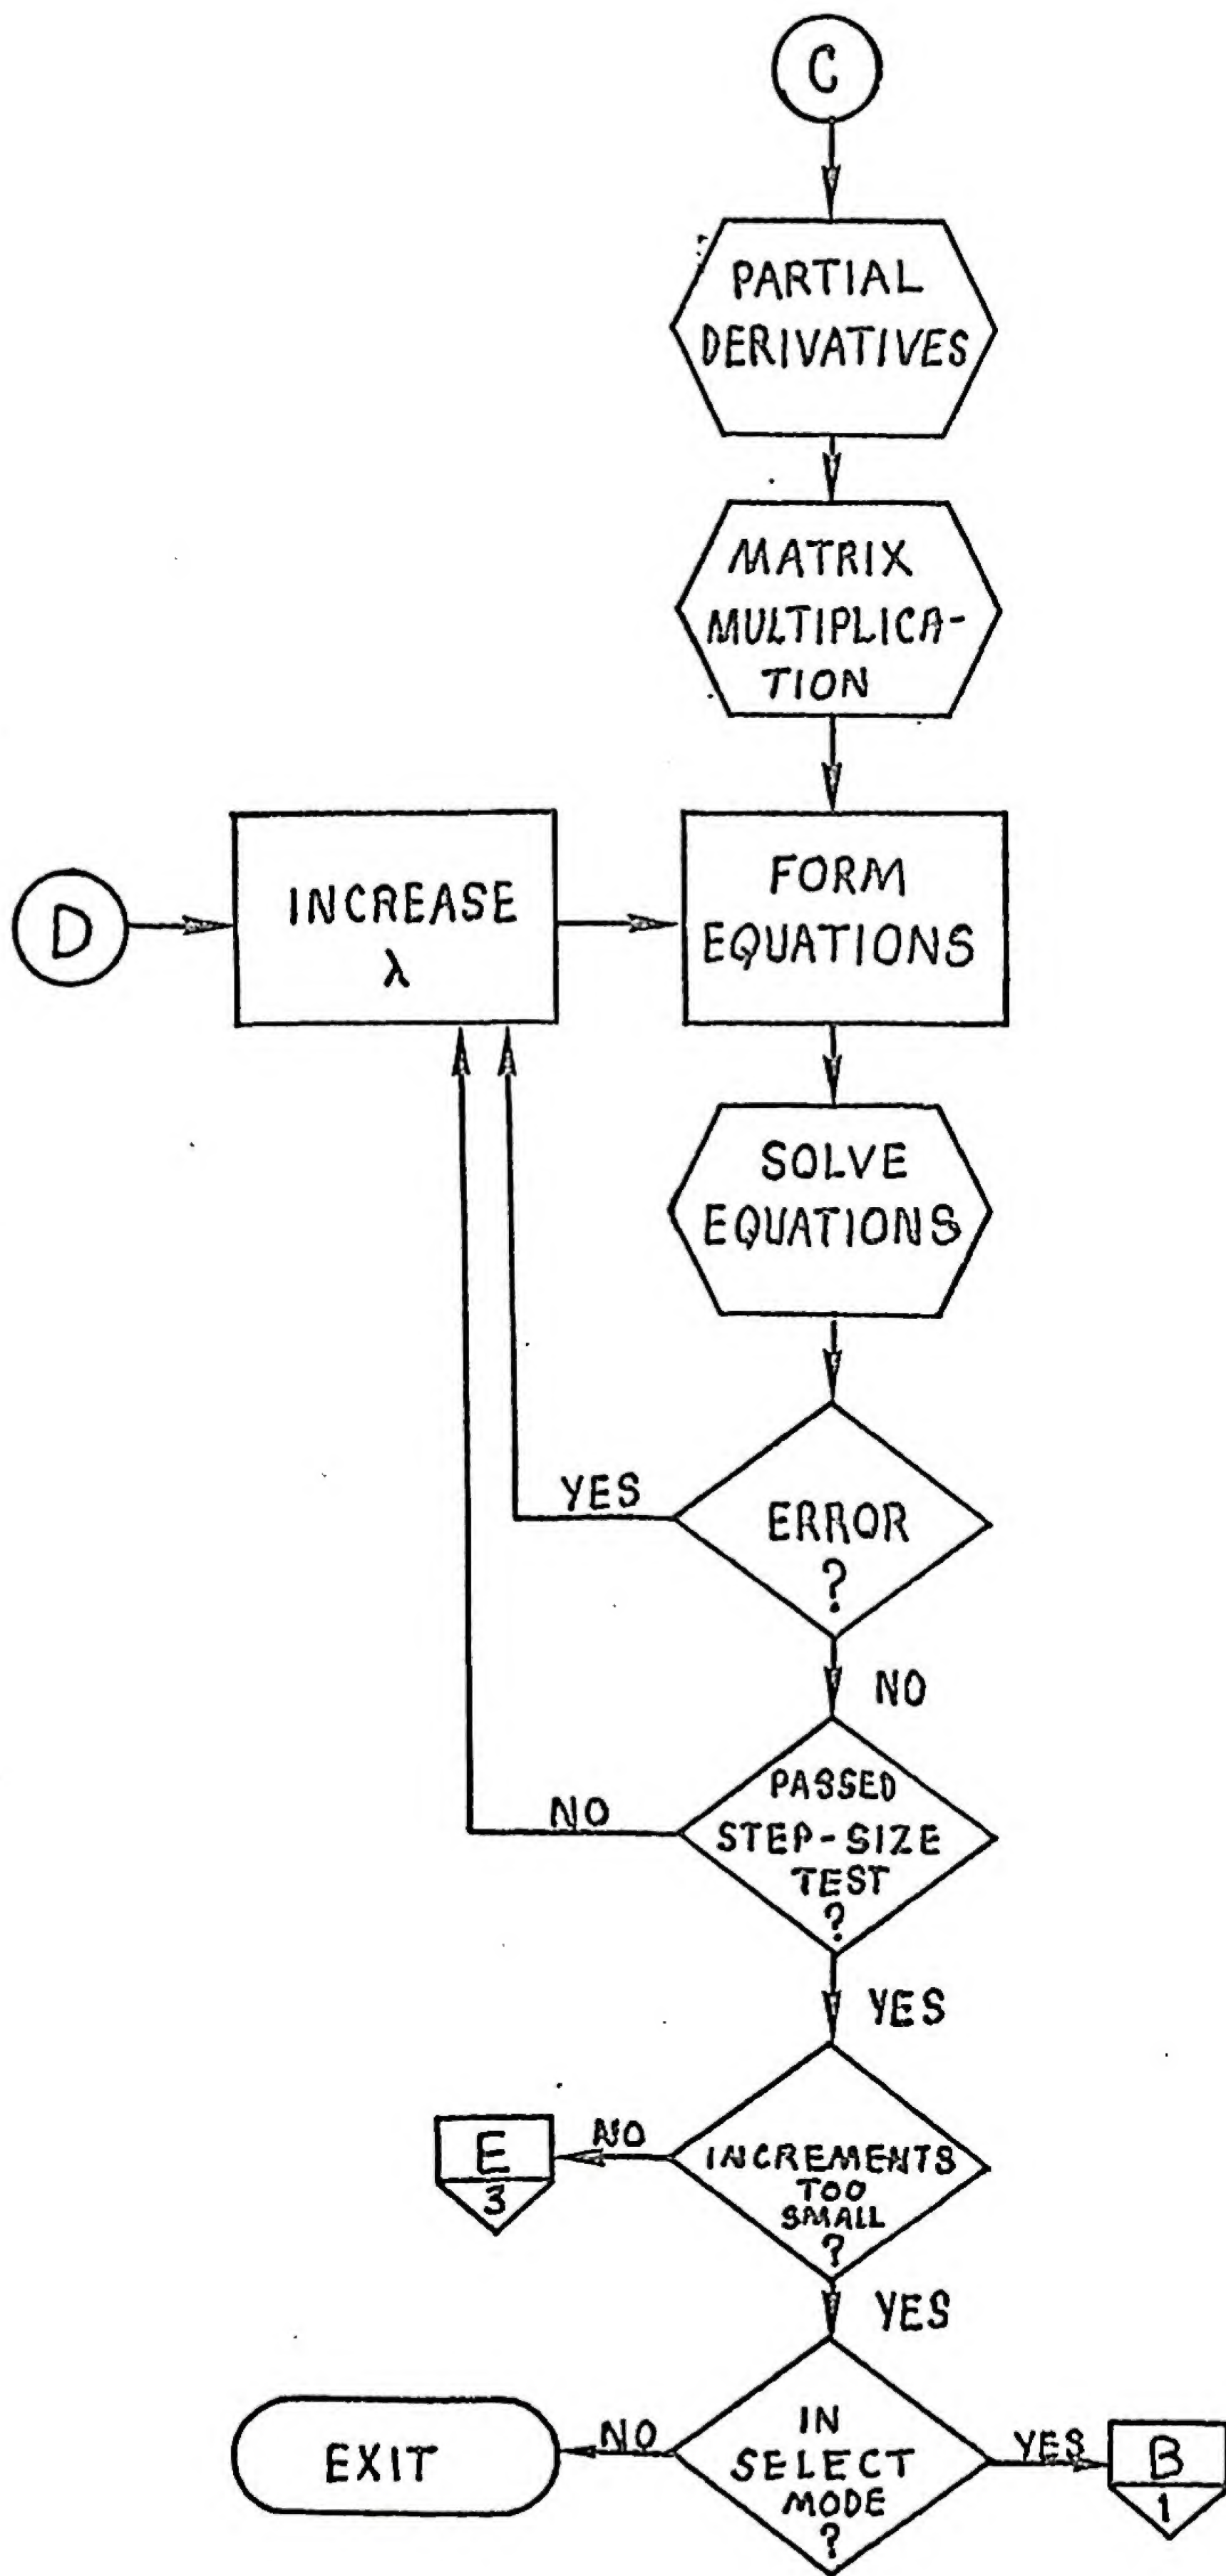 C
PARTIAL
DERIVATIVES
MATRIX
MULTIPLICA-
TION
D
INCREASE
λ
FORM
EQUATIONS
SOLVE
EQUATIONS
YES
ERROR
?
NO
NO
PASSED
STEP-SIZE
TEST
?
YES
E
3
NO
INCREMENTS
TOO
SMALL
?
YES
EXIT
NO
IN
SELECT
MODE
?
YES
B
1